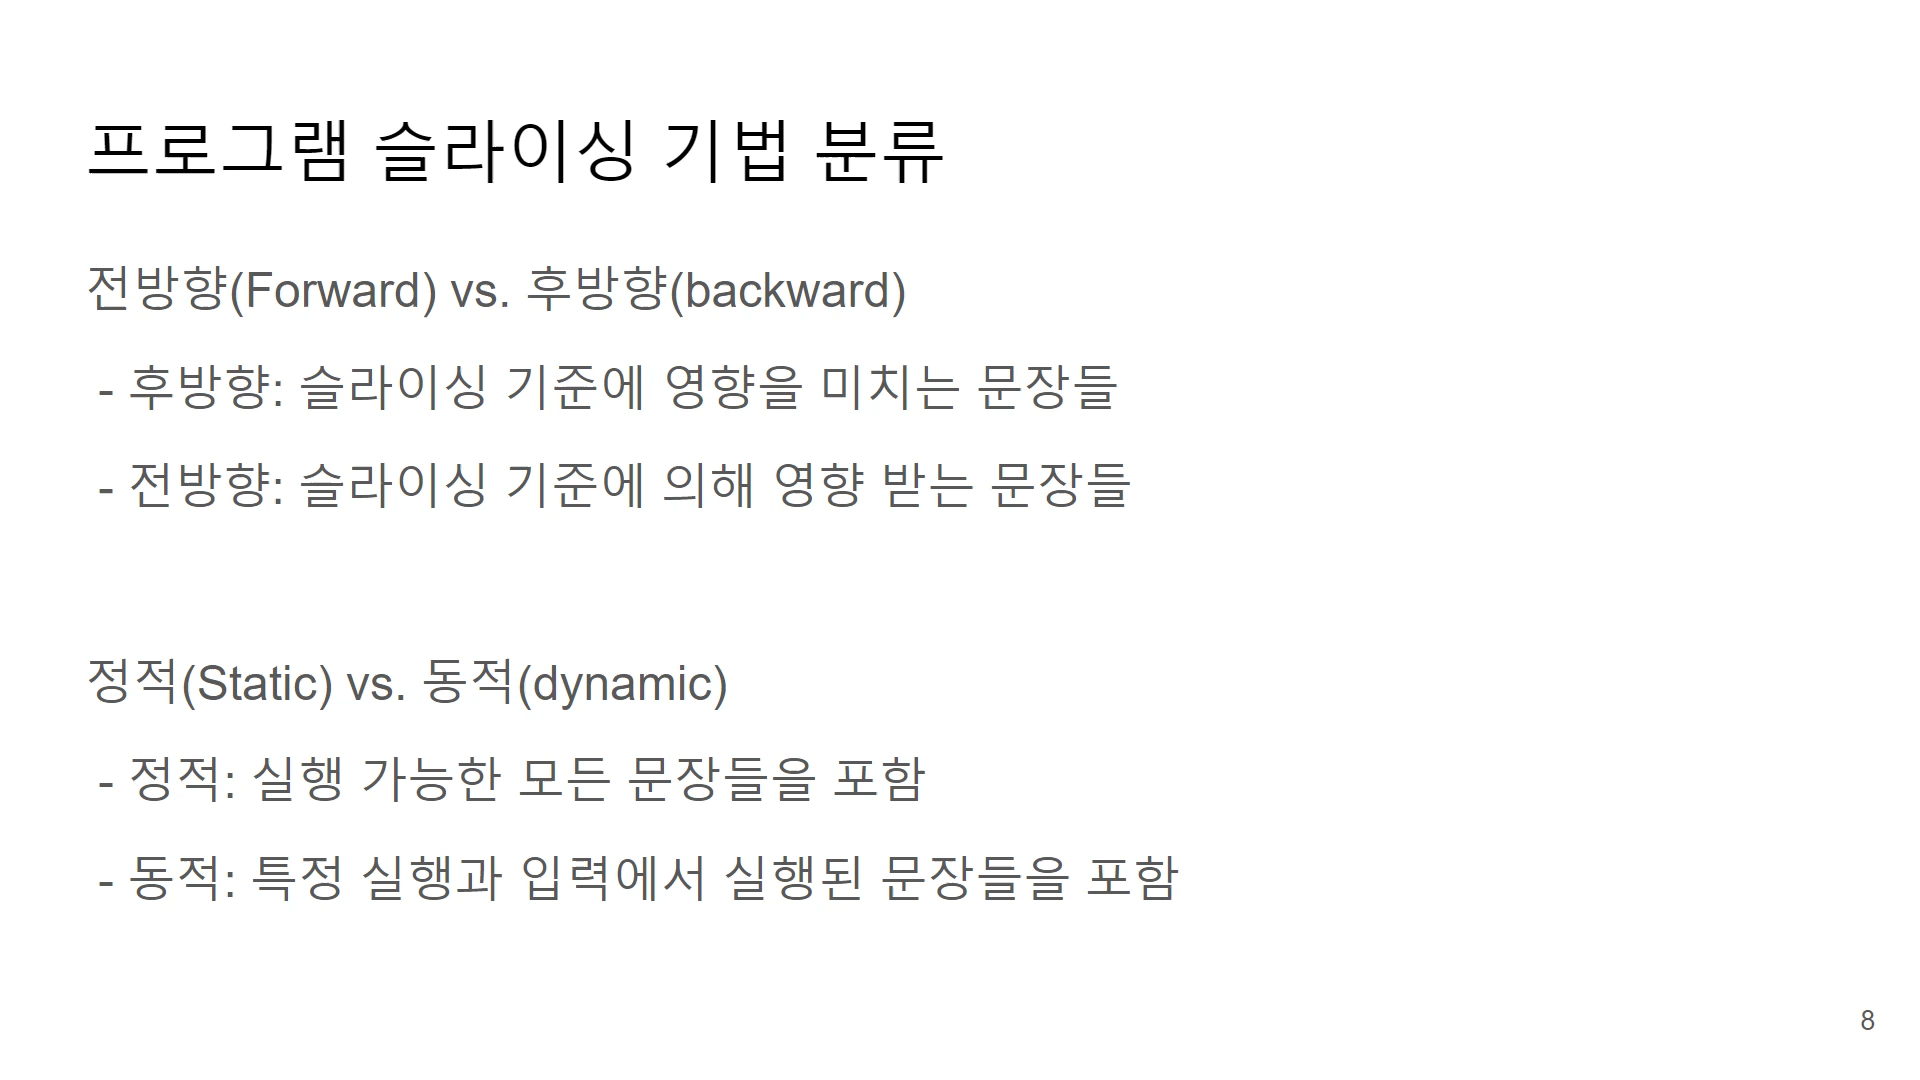 프로그램 슬라이싱 기법 분류
전방향(Forward) vs. 후방향(backward)
- 후방향: 슬라이싱 기준에 영향을 미치는 문장들
- 전방향: 슬라이싱 기준에 의해 영향 받는 문장들
정적(Static) vs. 동적(dynamic)
- 정적: 실행 가능한 모든 문장들을 포함
- 동적: 특정 실행과 입력에서 실행된 문장들을 포함
8